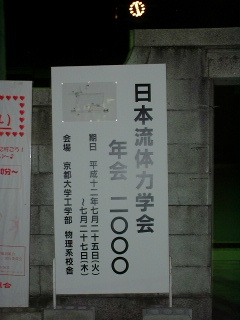 日本流体力学会
年会 二〇〇〇
期日 平成十二年七月二十五日(火)
～七月二十七日(木)
会場 京都大学工学部 物理系校舎